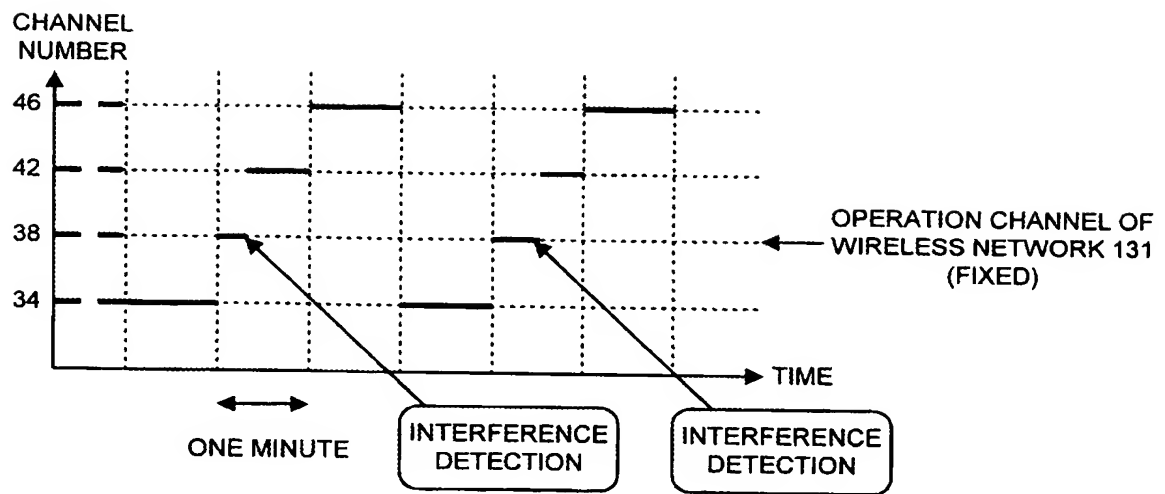 CHANNEL
NUMBER
46
42
38
34
OPERATION CHANNEL OF
WIRELESS NETWORK 131
(FIXED)
TIME
ONE MINUTE
INTERFERENCE
DETECTION
INTERFERENCE
DETECTION